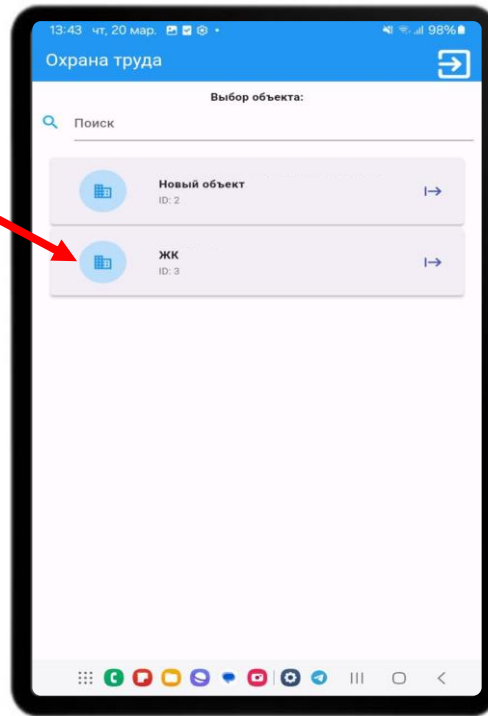 13:43 чт, 20 мар. 98%
Охрана труда
Выбор объекта:
Поиск
Новый объект
ID: 2
ЖК
ID: 3